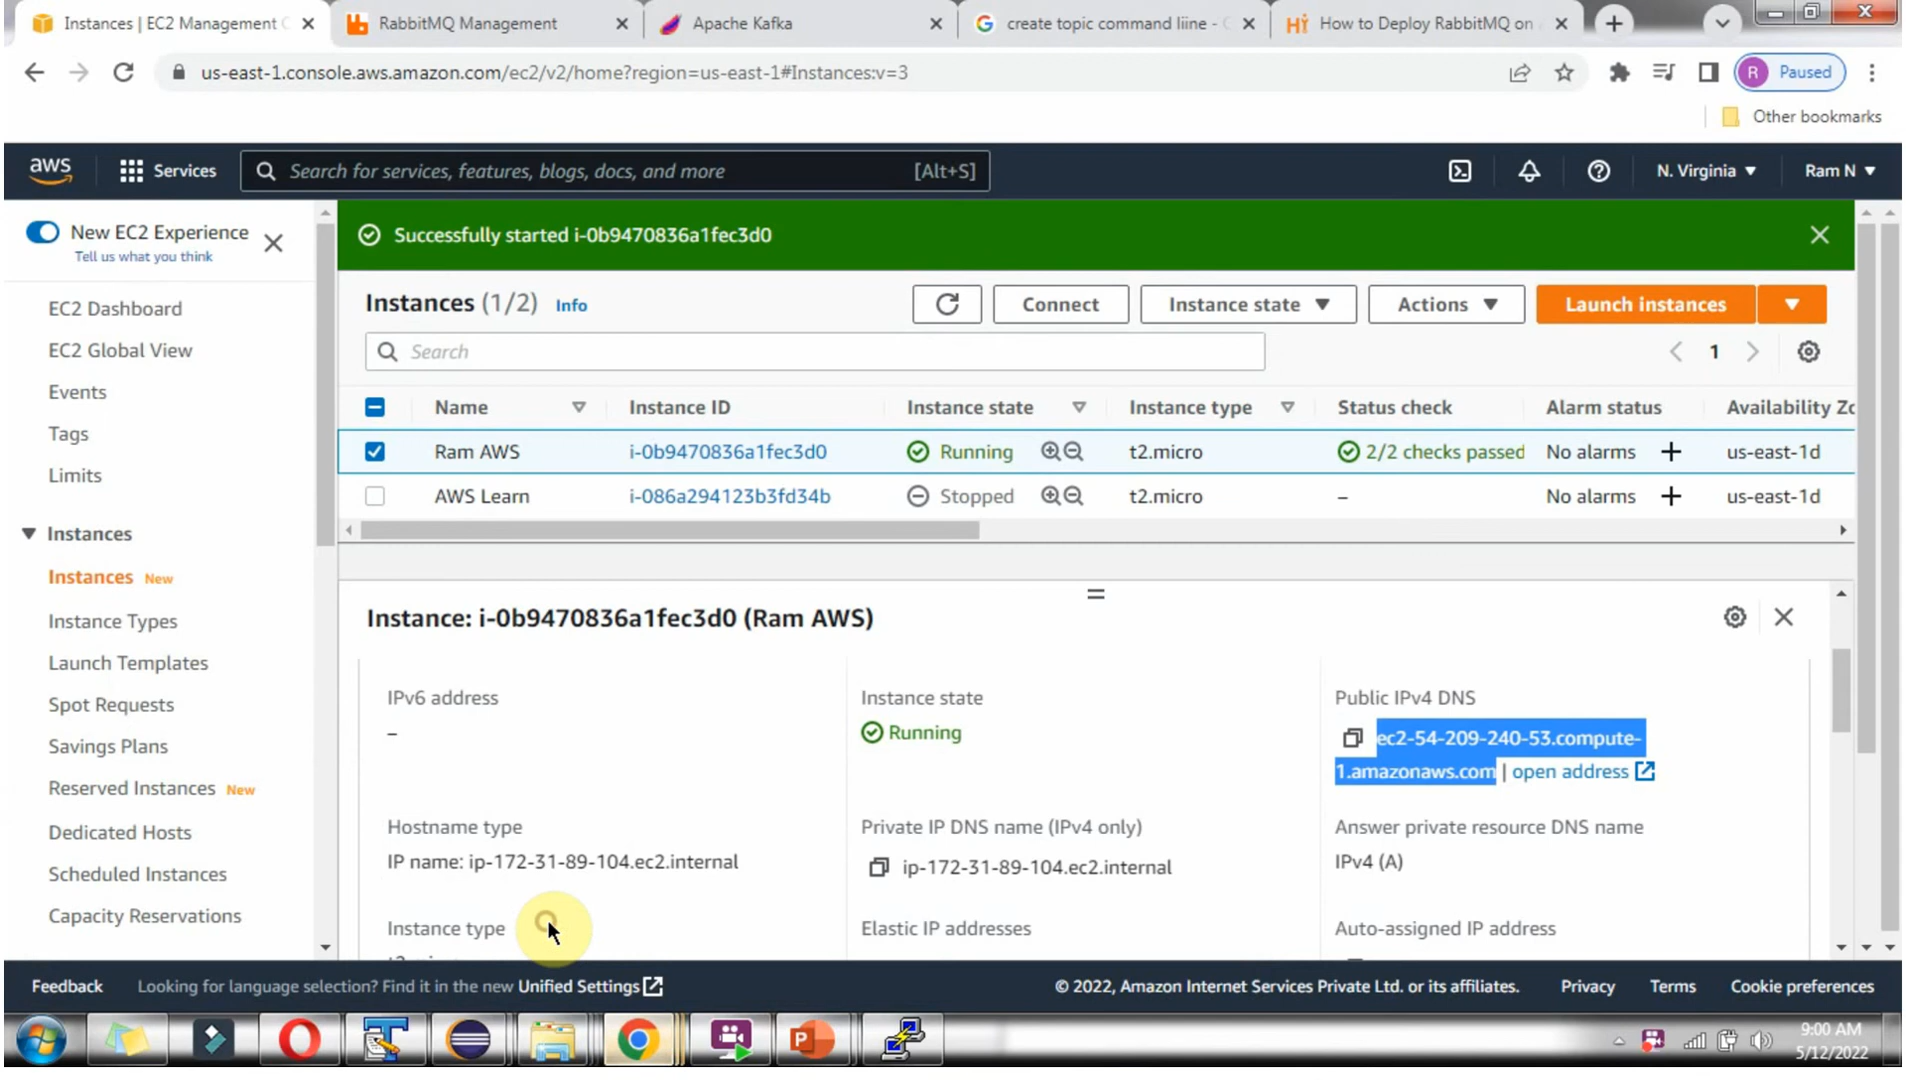 Instances | EC2 Management C
RabbitMQ Management
Apache Kafka
create topic command liine - G
How to Deploy RabbitMQ on
us-east-1.console.aws.amazon.com/ec2/v2/home?region=us-east-1#Instances:v=3
R Paused
Other bookmarks
aws
Services
Search for services, features, blogs, docs, and more [Alt+S]
N. Virginia
Ram N
New EC2 Experience
Tell us what you think
EC2 Dashboard
EC2 Global View
Events
Tags
Limits
Instances
Instances New
Instance Types
Launch Templates
Spot Requests
Savings Plans
Reserved Instances New
Dedicated Hosts
Scheduled Instances
Capacity Reservations
Successfully started i-0b9470836a1fec3d0
Instances (1/2) Info
Connect
Instance state
Actions
Launch instances
Search
1
Name Instance ID Instance state Instance type Status check Alarm status Availability Zo
Ram AWS i-0b9470836a1fec3d0 Running t2.micro 2/2 checks passed No alarms + us-east-1d
AWS Learn i-086a294123b3fd34b Stopped t2.micro – No alarms + us-east-1d
Instance: i-0b9470836a1fec3d0 (Ram AWS)
IPv6 address
–
Instance state
Running
Public IPv4 DNS
ec2-54-209-240-53.compute-
1.amazonaws.com | open address
Hostname type
IP name: ip-172-31-89-104.ec2.internal
Private IP DNS name (IPv4 only)
ip-172-31-89-104.ec2.internal
Answer private resource DNS name
IPv4 (A)
Instance type
Elastic IP addresses
Auto-assigned IP address
Feedback
Looking for language selection? Find it in the new Unified Settings
© 2022, Amazon Internet Services Private Ltd. or its affiliates.
Privacy
Terms
Cookie preferences
9:00 AM
5/12/2022